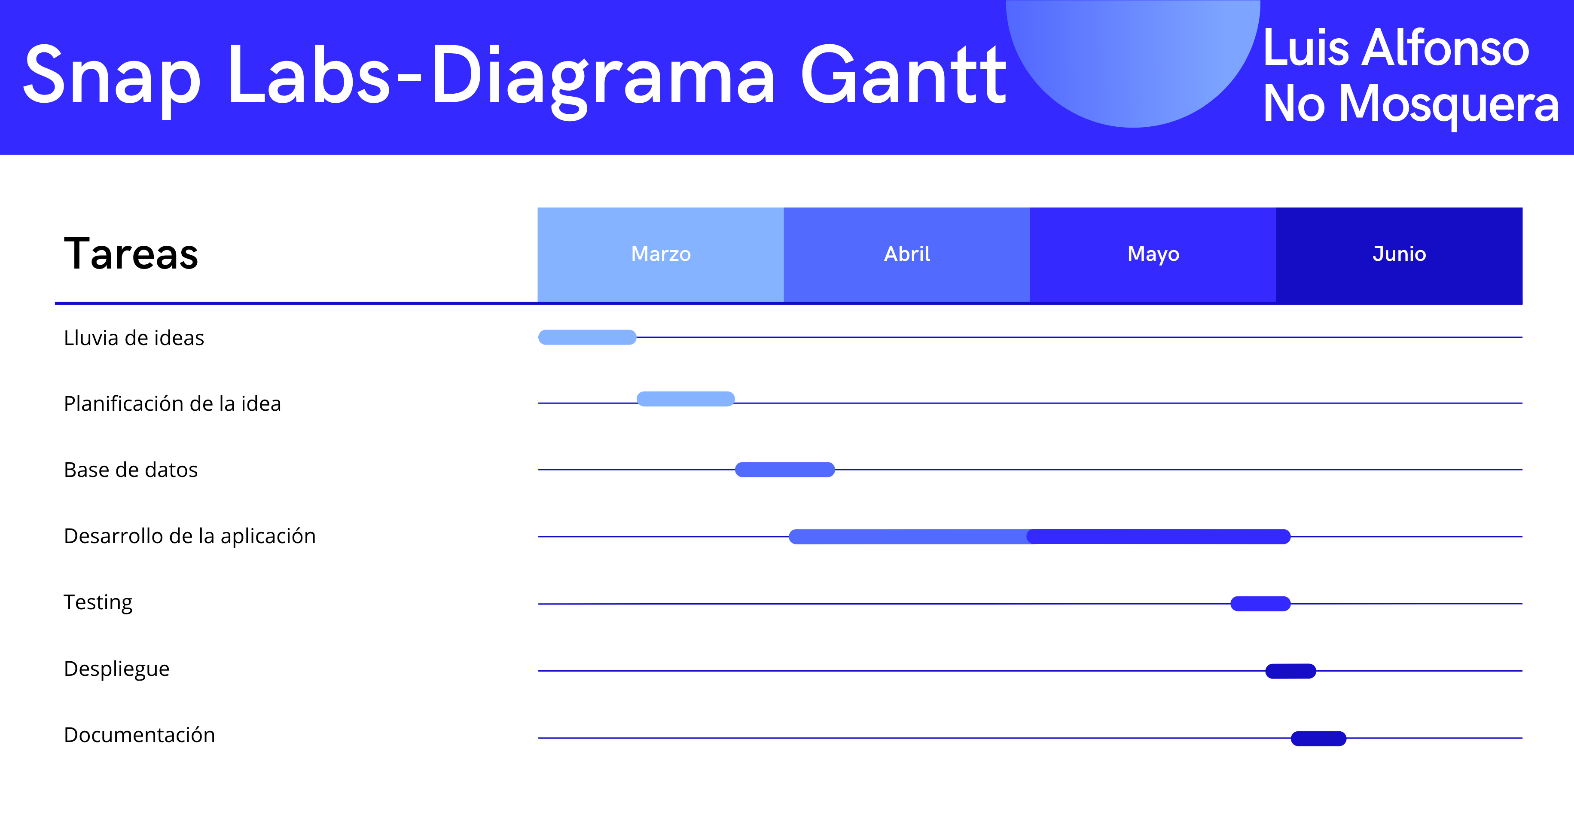 Snap Labs-Diagrama Gantt
Luis Alfonso
No Mosquera
Tareas
Marzo
Abril
Mayo
Junio
Lluvia de ideas
Planificación de la idea
Base de datos
Desarrollo de la aplicación
Testing
Despliegue
Documentación